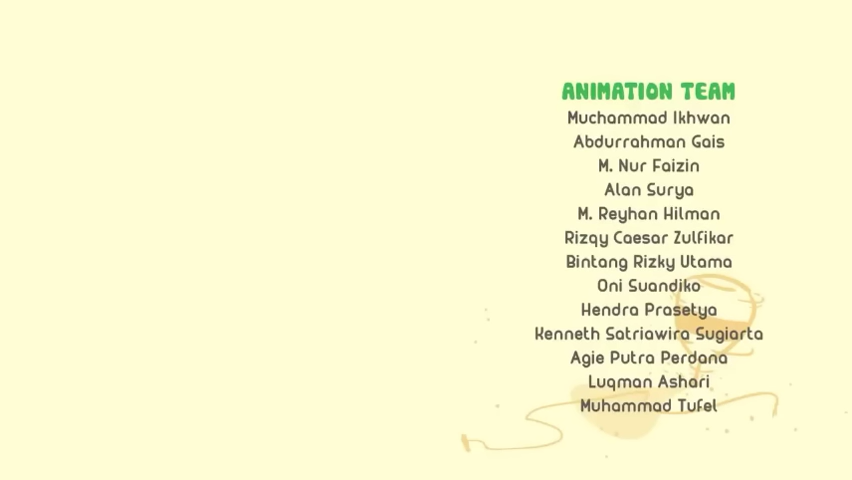 ANIMATION TEAM
Muchammad Ikhwan
Abdurrahman Gais
M. Nur Faizin
Alan Surya
M. Reyhan Hilman
Rizqy Caesar Zulfikar
Bintang Rizky Utama
Oni Suandiko
Hendra Prasetya
Kenneth Satriawira Sugiarta
Agie Putra Perdana
Luqman Ashari
Muhammad Tufel